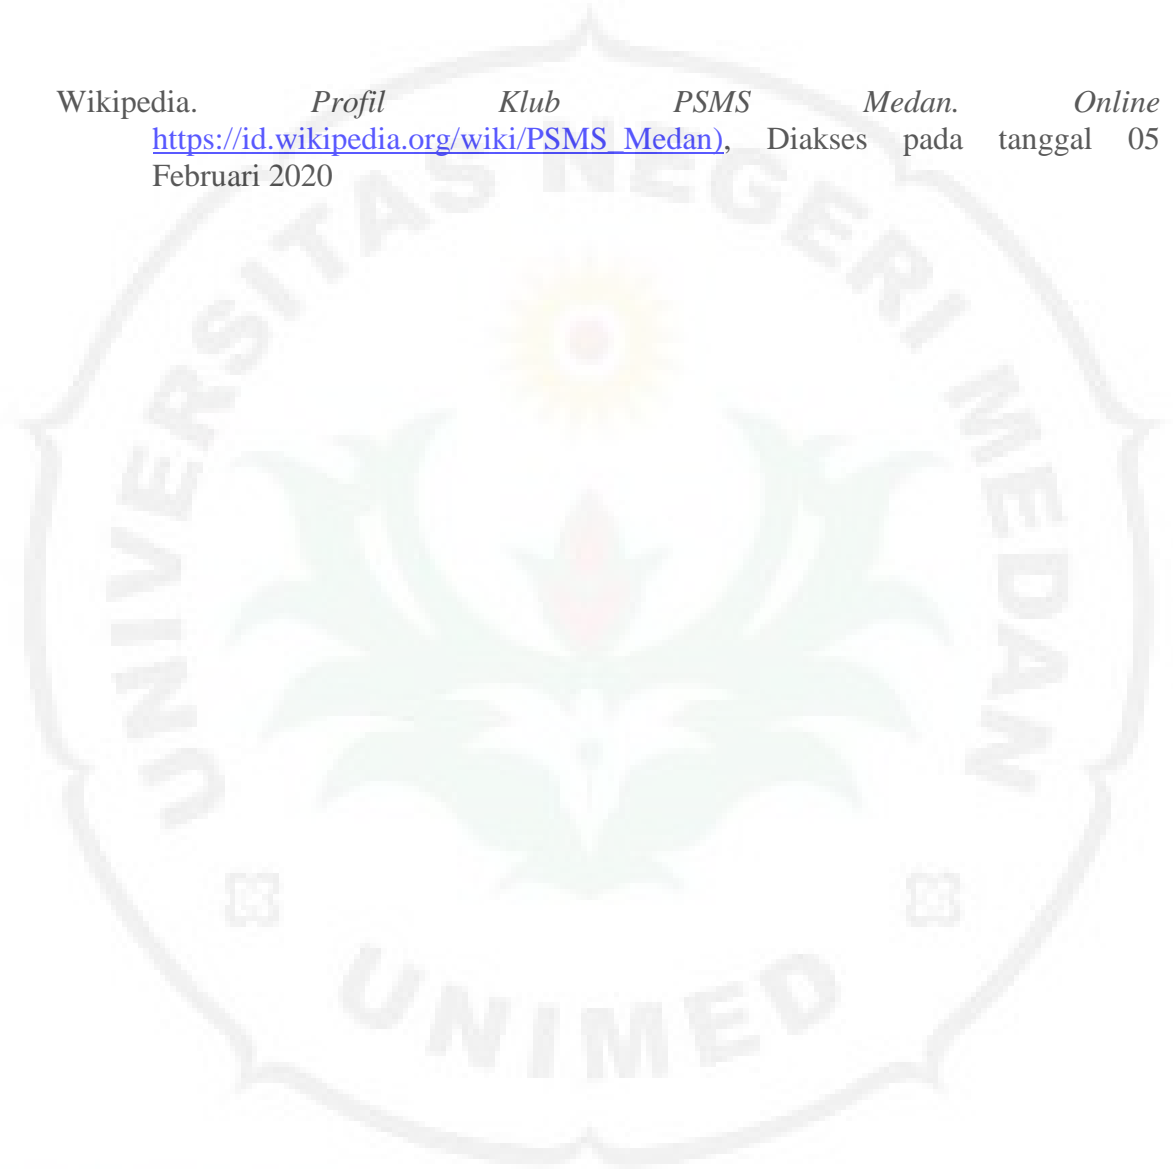 Wikipedia. Profil Klub PSMS Medan. Online
https://id.wikipedia.org/wiki/PSMS_Medan), Diakses pada tanggal 05
Februari 2020
UNIVERSITAS NEGERI MEDAN
UNIMED